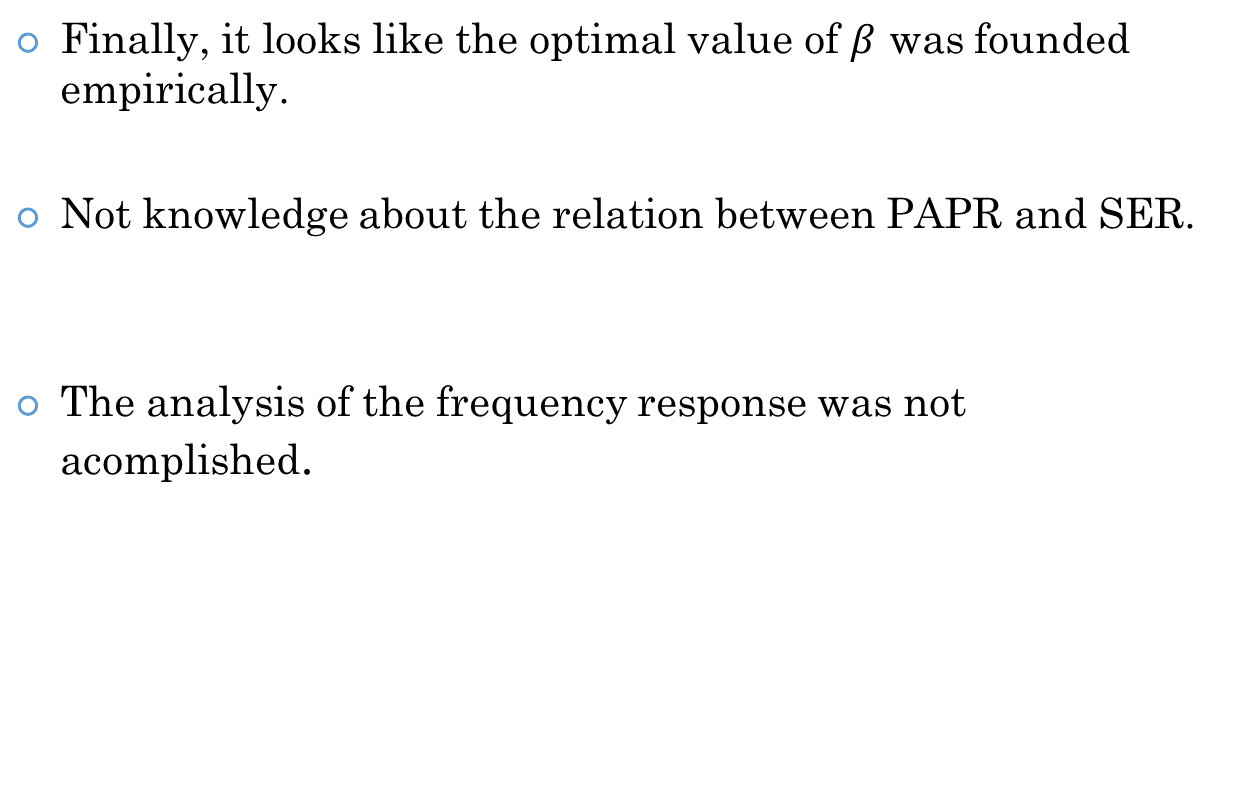 Finally, it looks like the optimal value of β was founded
empirically.
Not knowledge about the relation between PAPR and SER.
The analysis of the frequency response was not
acomplished.